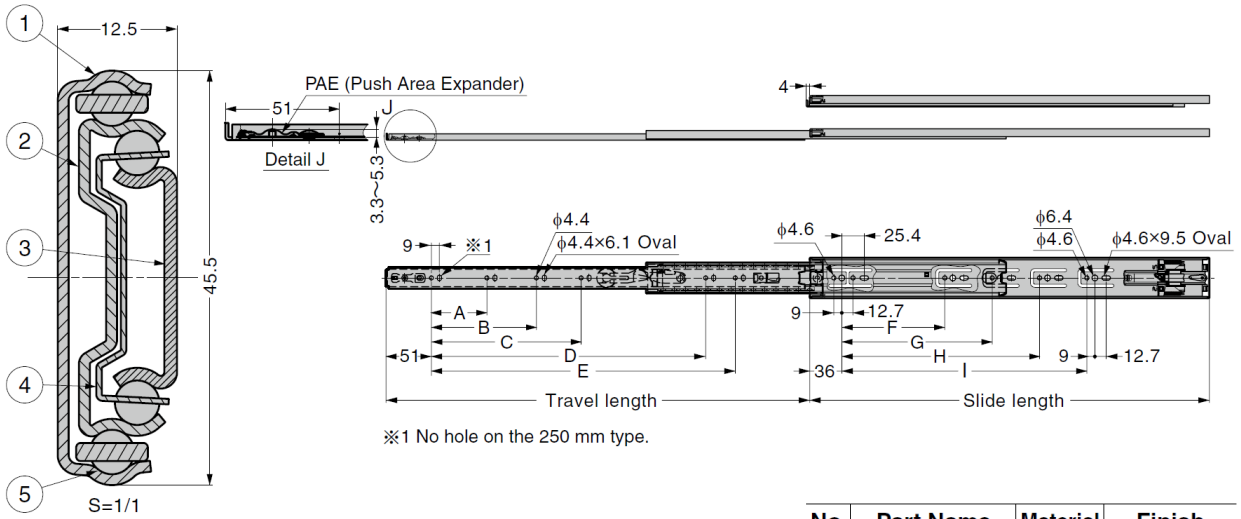 1
12.5
PAE (Push Area Expander)
51
J
4
Detail J
3.3~5.3
2
φ4.4
φ6.4
9
※1
φ4.4×6.1 Oval
φ4.6
25.4
φ4.6
φ4.6×9.5 Oval
3
45.5
A
9
12.7
B
F
C
G
D
H
9
12.7
51
E
36
I
4
Travel length
Slide length
※1 No hole on the 250 mm type.
5
S=1/1
No Part Name Material Finish